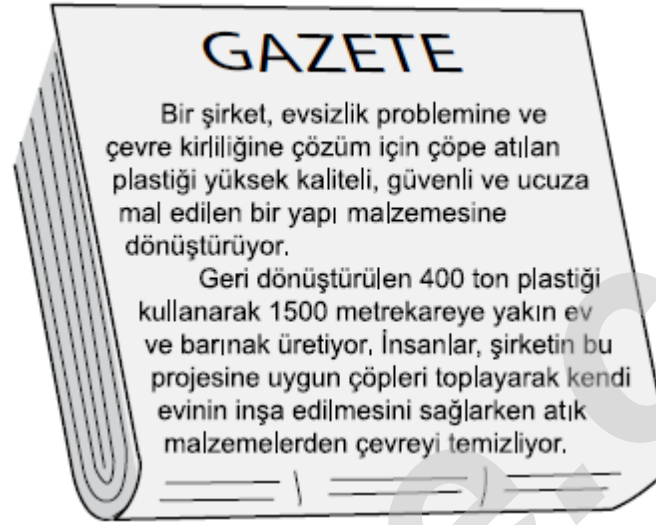 GAZETE
Bir şirket, evsizlik problemine ve
çevre kirliliğine çözüm için çöpe atılan
plastiği yüksek kaliteli, güvenli ve ucuza
mal edilen bir yapı malzemesine
dönüştürüyor.
Geri dönüştürülen 400 ton plastiği
kullanarak 1500 metrekareye yakın ev
ve barınak üretiyor. İnsanlar, şirketin bu
projesine uygun çöpleri toplayarak kendi
evinin inşa edilmesini sağlarken atık
malzemelerden çevreyi temizliyor.